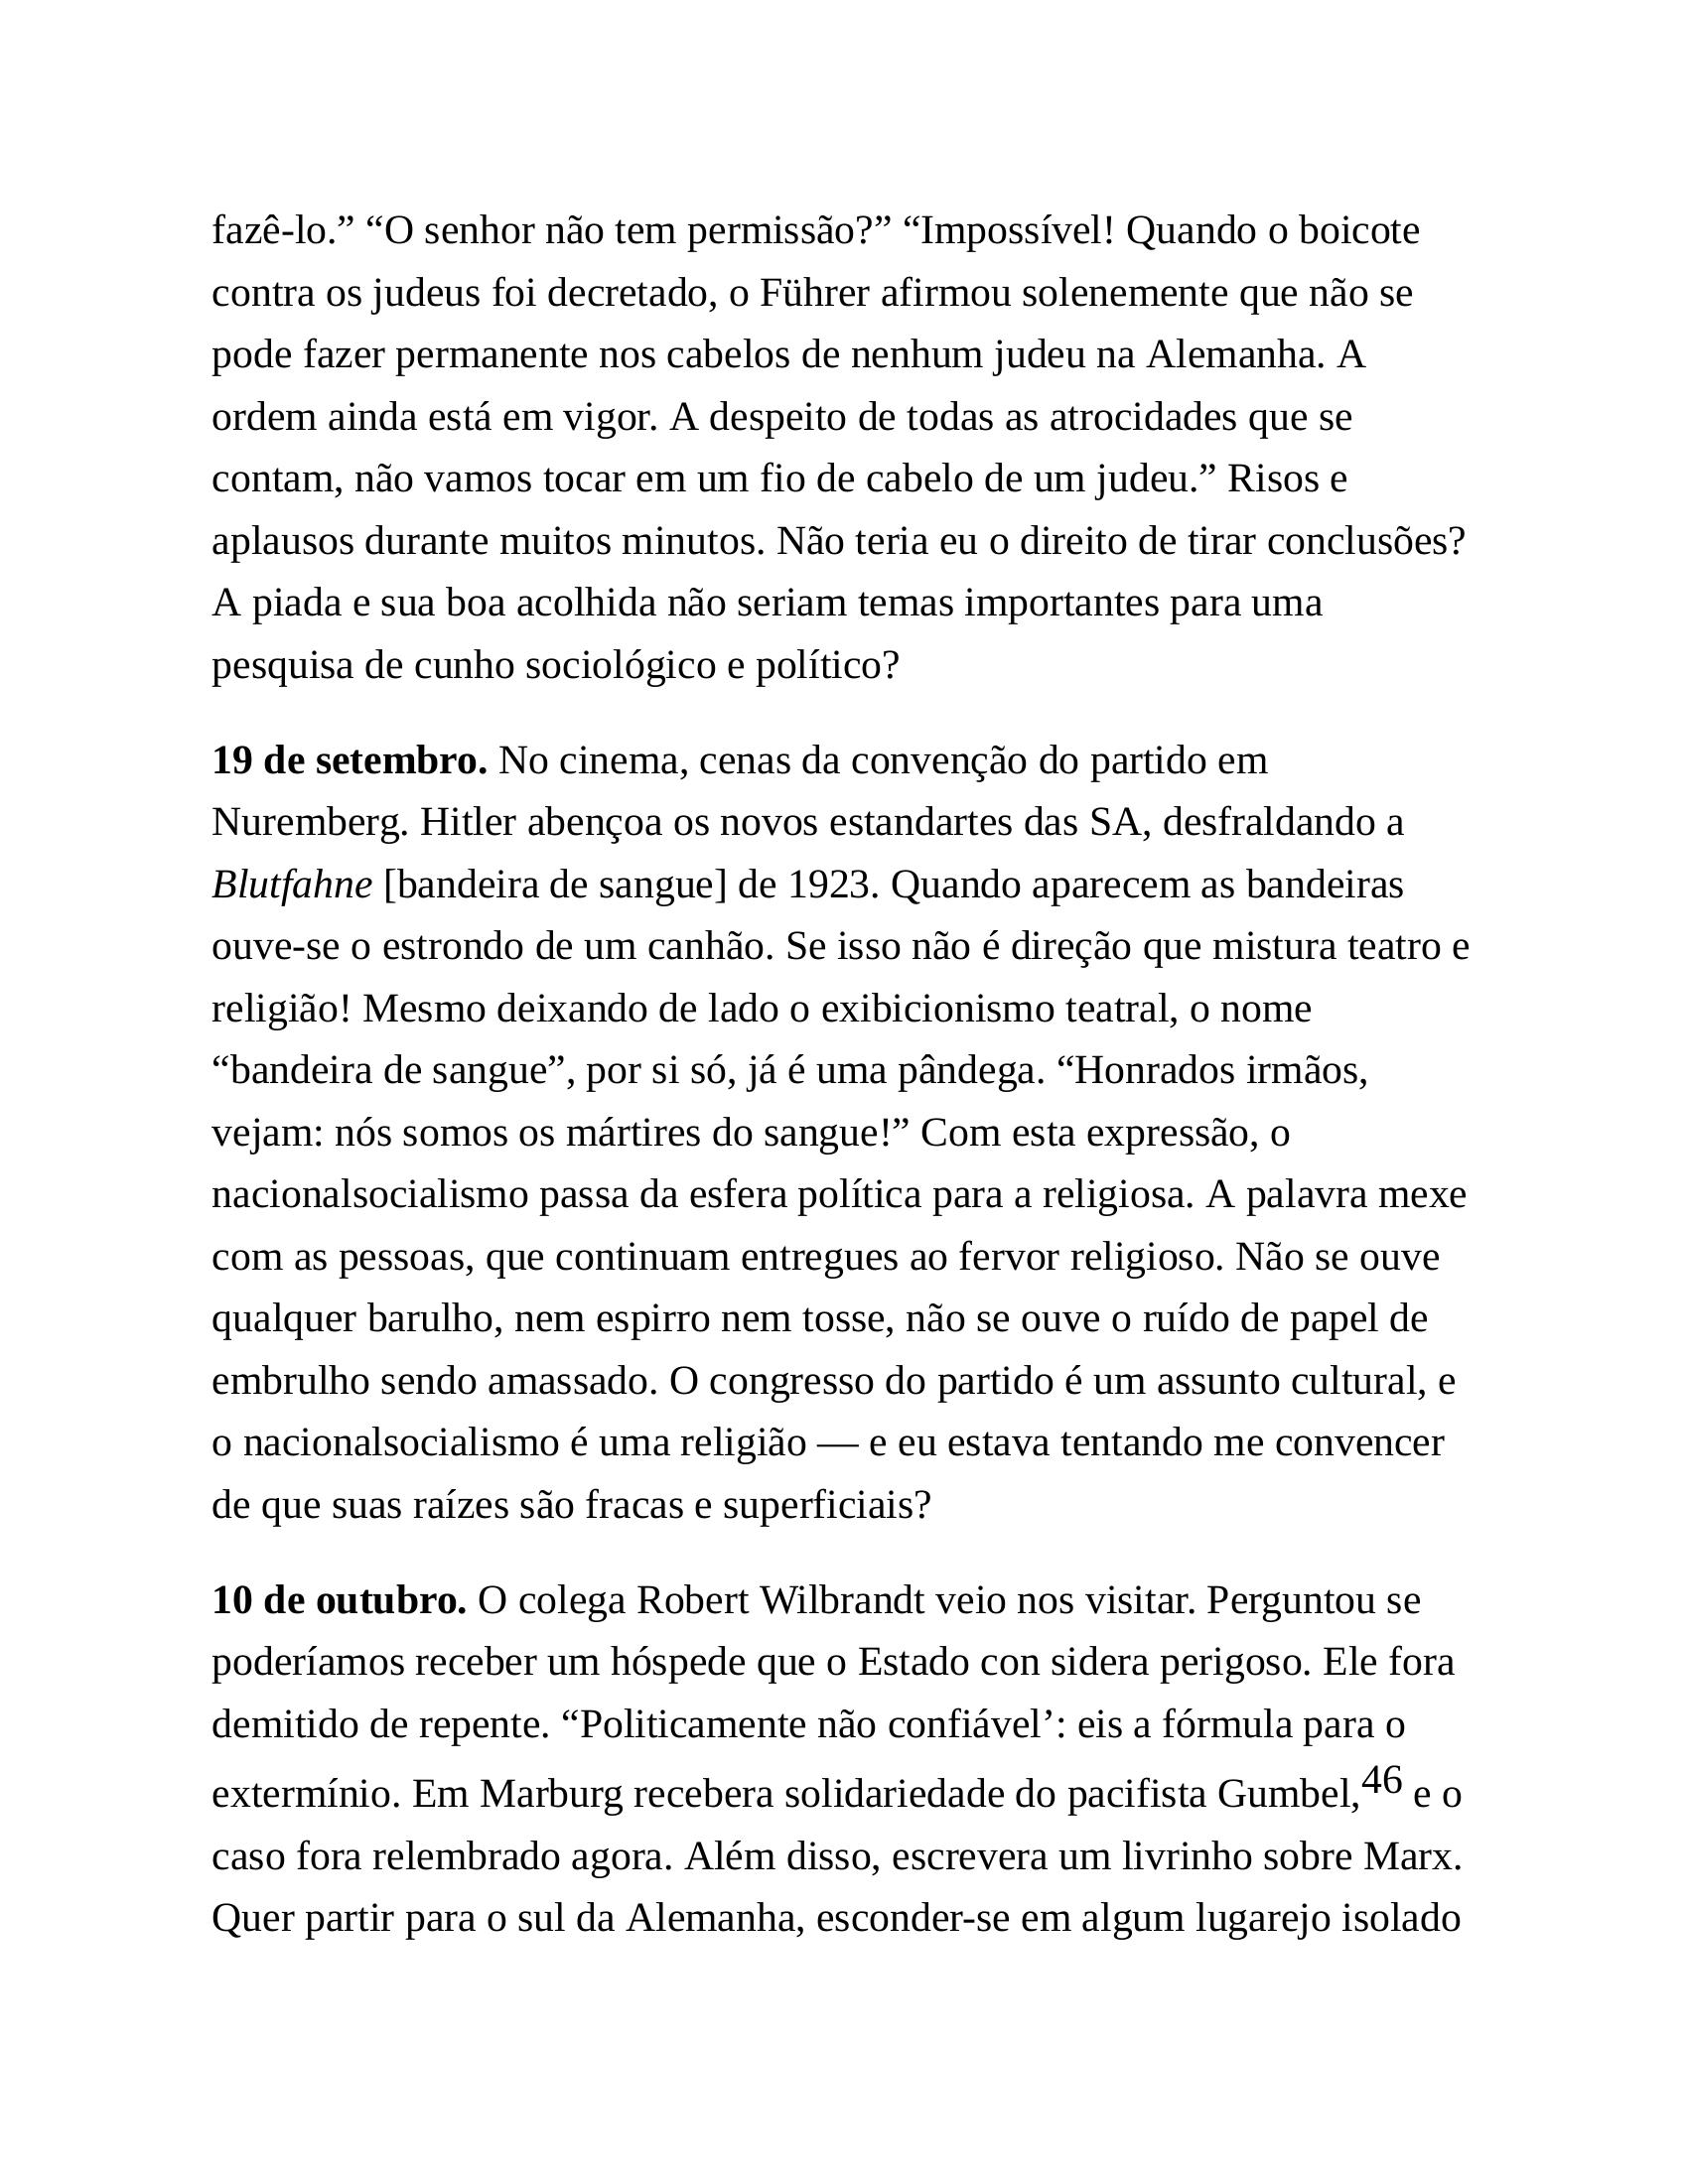 fazê-lo.” “O senhor não tem permissão?” “Impossível! Quando o boicote
contra os judeus foi decretado, o Führer afirmou solenemente que não se
pode fazer permanente nos cabelos de nenhum judeu na Alemanha. A
ordem ainda está em vigor. A despeito de todas as atrocidades que se
contam, não vamos tocar em um fio de cabelo de um judeu.” Risos e
aplausos durante muitos minutos. Não teria eu o direito de tirar conclusões?
A piada e sua boa acolhida não seriam temas importantes para uma
pesquisa de cunho sociológico e político?
19 de setembro. No cinema, cenas da convenção do partido em
Nuremberg. Hitler abençoa os novos estandartes das SA, desfraldando a
Blutfahne [bandeira de sangue] de 1923. Quando aparecem as bandeiras
ouve-se o estrondo de um canhão. Se isso não é direção que mistura teatro e
religião! Mesmo deixando de lado o exibicionismo teatral, o nome
“bandeira de sangue”, por si só, já é uma pândega. “Honrados irmãos,
vejam: nós somos os mártires do sangue!” Com esta expressão, o
nacionalsocialismo passa da esfera política para a religiosa. A palavra mexe
com as pessoas, que continuam entregues ao fervor religioso. Não se ouve
qualquer barulho, nem espirro nem tosse, não se ouve o ruído de papel de
embrulho sendo amassado. O congresso do partido é um assunto cultural, e
o nacionalsocialismo é uma religião — e eu estava tentando me convencer
de que suas raízes são fracas e superficiais?
10 de outubro. O colega Robert Wilbrandt veio nos visitar. Perguntou se
poderíamos receber um hóspede que o Estado con sidera perigoso. Ele fora
demitido de repente. “Politicamente não confiável’: eis a fórmula para o
extermínio. Em Marburg recebera solidariedade do pacifista Gumbel,46 e o
caso fora relembrado agora. Além disso, escrevera um livrinho sobre Marx.
Quer partir para o sul da Alemanha, esconder-se em algum lugarejo isolado